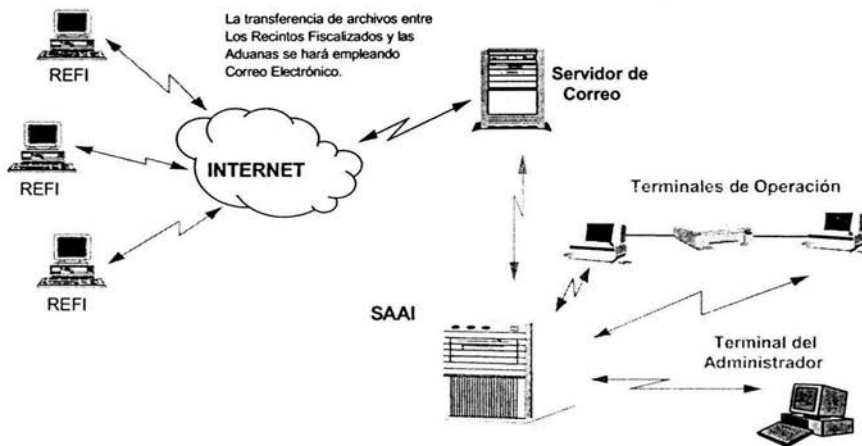 La transferencia de archivos entre
Los Recintos Fiscalizados y las
Aduanas se hará empleando
Correo Electrónico.
REFI
Servidor de
Correo
INTERNET
REFI
Terminales de Operación
REFI
SAAI
Terminal del
Administrador